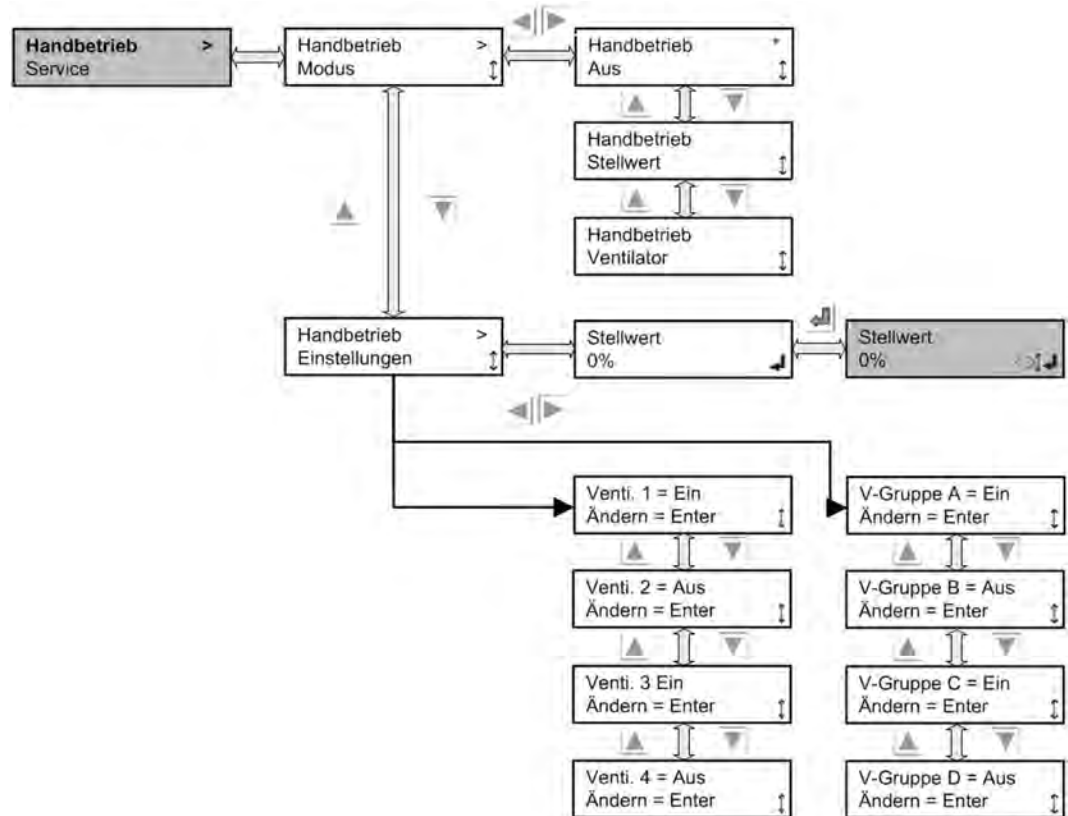 Handbetrieb >
Service
Handbetrieb >
Modus
Handbetrieb *
Aus
Handbetrieb
Stellwert
Handbetrieb
Ventilator
Handbetrieb >
Einstellungen
Stellwert
0%
Stellwert
0%
Venti. 1 = Ein
Ändern = Enter
Venti. 2 = Aus
Ändern = Enter
Venti. 3 Ein
Ändern = Enter
Venti. 4 = Aus
Ändern = Enter
V-Gruppe A = Ein
Ändern = Enter
V-Gruppe B = Aus
Ändern = Enter
V-Gruppe C = Ein
Ändern = Enter
V-Gruppe D = Aus
Ändern = Enter